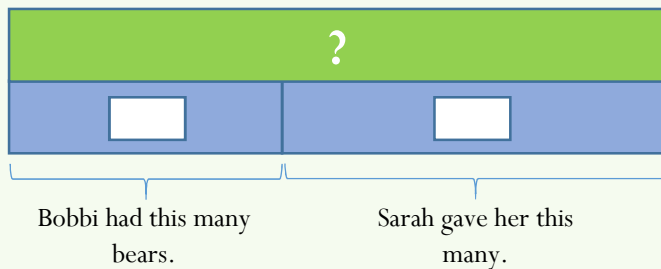 ?
Bobbi had this many
bears.
Sarah gave her this
many.